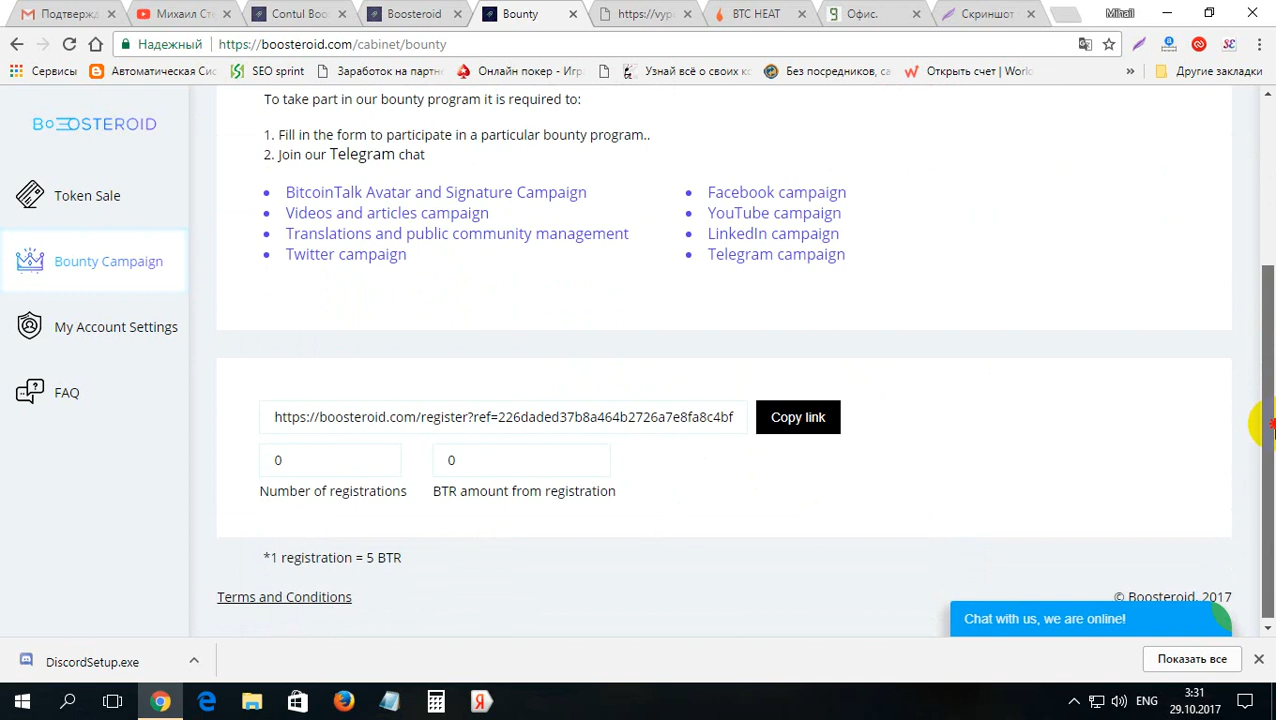 Подтвержд
Михаил Ст
Contul Boo
Boosteroid
Bounty
https://vyp
BTC HEAT
Офис.
Скриншот
Mihail
Надежный
https://boosteroid.com/cabinet/bounty
Сервисы
Автоматическая Сис
SEO sprint
Заработок на партне
Онлайн покер - Игра
Узнай всё о своих ко
Без посредников, са
Открыть счет | Worl
»
Другие закладки
BOOSTEROID
Token Sale
Bounty Campaign
My Account Settings
FAQ
To take part in our bounty program it is required to:
1. Fill in the form to participate in a particular bounty program..
2. Join our Telegram chat
BitcoinTalk Avatar and Signature Campaign
Videos and articles campaign
Translations and public community management
Twitter campaign
Facebook campaign
YouTube campaign
LinkedIn campaign
Telegram campaign
https://boosteroid.com/register?ref=226daded37b8a464b2726a7e8fa8c4bf
Copy link
0
0
Number of registrations
BTR amount from registration
*1 registration = 5 BTR
Terms and Conditions
© Boosteroid, 2017
Chat with us, we are online!
DiscordSetup.exe
Показать все
ENG
3:31
29.10.2017